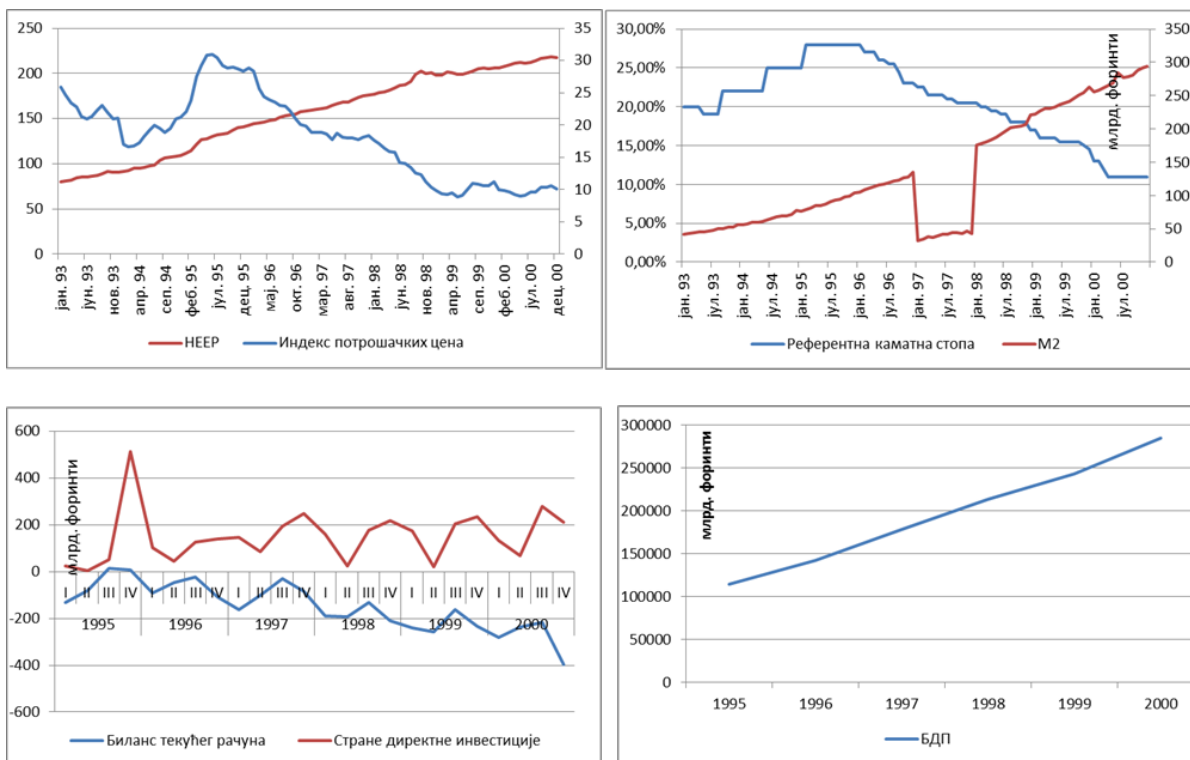 250
200
150
100
50
0
35
30
25
20
15
10
5
0
јан. 93
јун. 93
нов. 93
апр. 94
сеп. 94
феб. 95
јул. 95
дец. 95
мај. 96
окт. 96
мар. 97
авг. 97
јан. 98
јун. 98
нов. 98
апр. 99
сеп. 99
феб. 00
јул. 00
дец. 00
НЕЕР
Индекс потрошачких цена
30,00%
25,00%
20,00%
15,00%
10,00%
5,00%
0,00%
350
300
250
200
150
100
50
0
млрд. форинти
јан. 93
јул. 93
јан. 94
јул. 94
јан. 95
јул. 95
јан. 96
јул. 96
јан. 97
јул. 97
јан. 98
јул. 98
јан. 99
јул. 99
јан. 00
јул. 00
Референтна каматна стопа
М2
600
400
200
0
-200
-400
-600
млрд. форинти
I II III IV I II III IV I II III IV I II III IV I II III IV I II III IV
1995 1996 1997 1998 1999 2000
Биланс текућег рачуна
Стране директне инвестиције
300000
250000
200000
150000
100000
50000
0
млрд. форинти
1995 1996 1997 1998 1999 2000
БДП